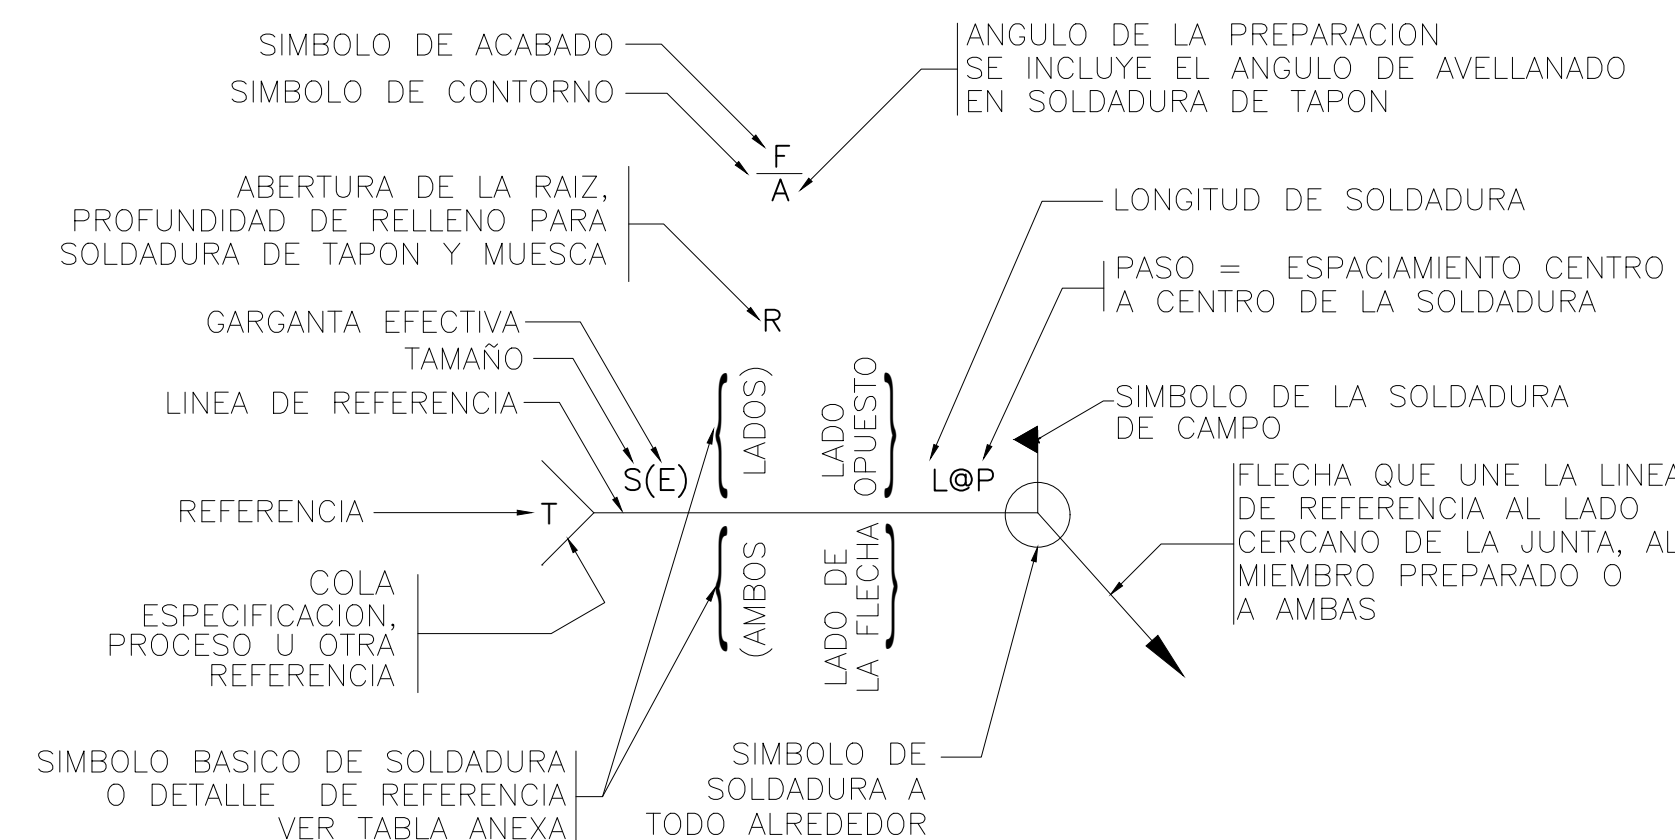 SIMBOLO DE ACABADO
SIMBOLO DE CONTORNO
ANGULO DE LA PREPARACION
SE INCLUYE EL ANGULO DE AVELLANADO
EN SOLDADURA DE TAPON
F
A
ABERTURA DE LA RAIZ,
PROFUNDIDAD DE RELLENO PARA
SOLDADURA DE TAPON Y MUESCA
R
LONGITUD DE SOLDADURA
PASO = ESPACIAMIENTO CENTRO
A CENTRO DE LA SOLDADURA
GARGANTA EFECTIVA
TAMAÑO
LINEA DE REFERENCIA
S(E)
LADOS)
LADO
OPUESTO
L@P
SIMBOLO DE LA SOLDADURA
DE CAMPO
REFERENCIA
T
(AMBOS
LADO DE
LA FLECHA
FLECHA QUE UNE LA LINEA
DE REFERENCIA AL LADO
CERCANO DE LA JUNTA, AL
MIEMBRO PREPARADO O
A AMBAS
COLA
ESPECIFICACION,
PROCESO U OTRA
REFERENCIA
SIMBOLO BASICO DE SOLDADURA
O DETALLE DE REFERENCIA
VER TABLA ANEXA
SIMBOLO DE
SOLDADURA A
TODO ALREDEDOR